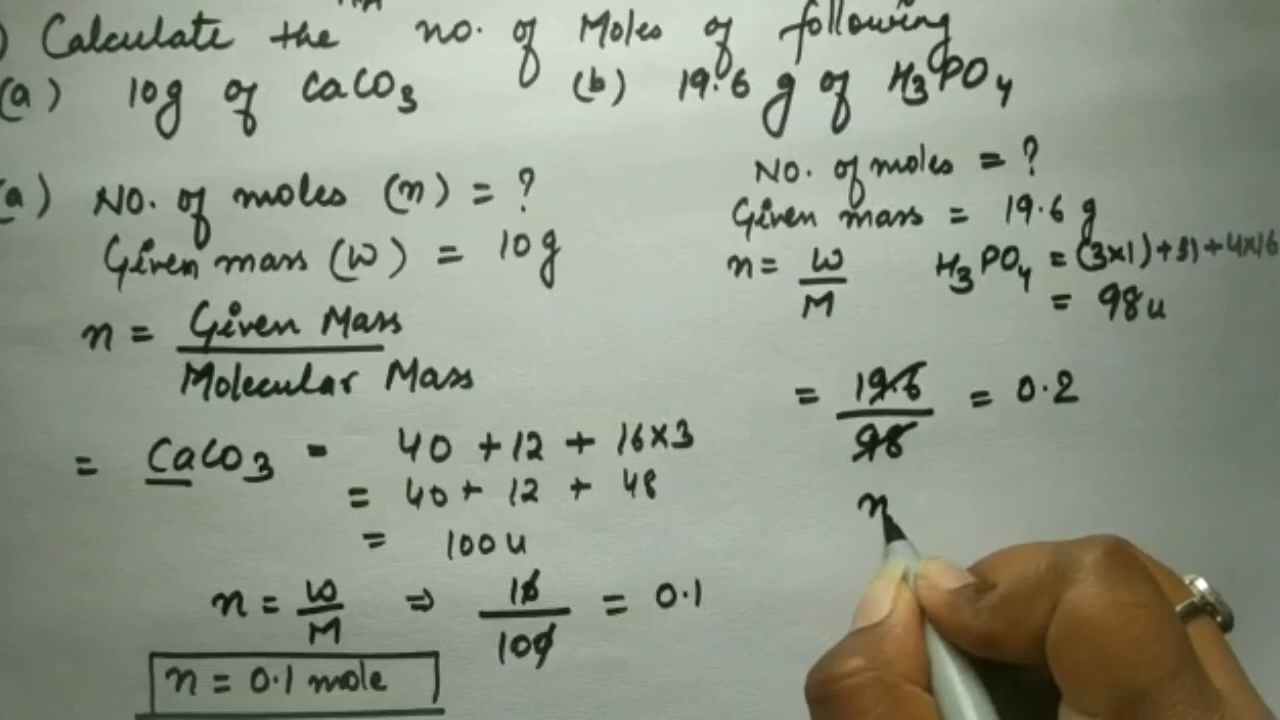 ) Calculate the no. of Moles of following
(a) 10g of CaCO3 (b) 19.6 g of H3PO4
(a) No. of moles (n) = ?
Given mass (W) = 10g
n = Given Mass
Molecular Mass
= CaCO3 - 40 + 12 + 16×3
= 40 + 12 + 48
= 100u
n = W/M ⇒ 10/100 = 0.1
n = 0.1 mole
No. of moles = ?
Given mass = 19.6 g
n = W/M H3PO4 = (3×1)+31+4×16
= 98u
= 19.6/98 = 0.2
n